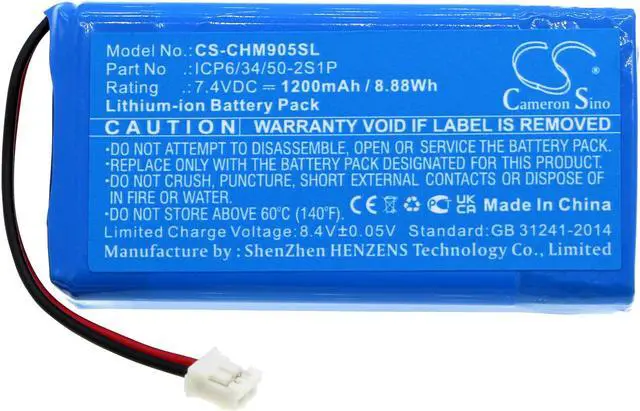 Model No.: CS-CHM905SL
Part No .: ICP6/34/50-2S1P
Rating .: 7.4VDC ⎓ 1200mAh / 8.88Wh
Lithium-ion Battery Pack
CS
Cameron Sino
CAUTION WARRANTY VOID IF LABEL IS REMOVED
•DO NOT ATTEMPT TO DISASSEMBLE, OPEN OR SERVICE THE BATTERY PACK.
•REPLACE ONLY WITH THE BATTERY DESIGNATED FOR THIS PRODUCT.
•DO NOT CRUSH, PUNCTURE, SHORT EXTERNAL CONTACTS OR DISPOSE OF
IN FIRE OR WATER.
•DO NOT STORE ABOVE 60°C (140°F). CE UK CA Made In China
Limited Charge Voltage: 8.4V±0.05V Standard: GB 31241-2014
Manufacture by : ShenZhen HENZENS Technology Co., Limited